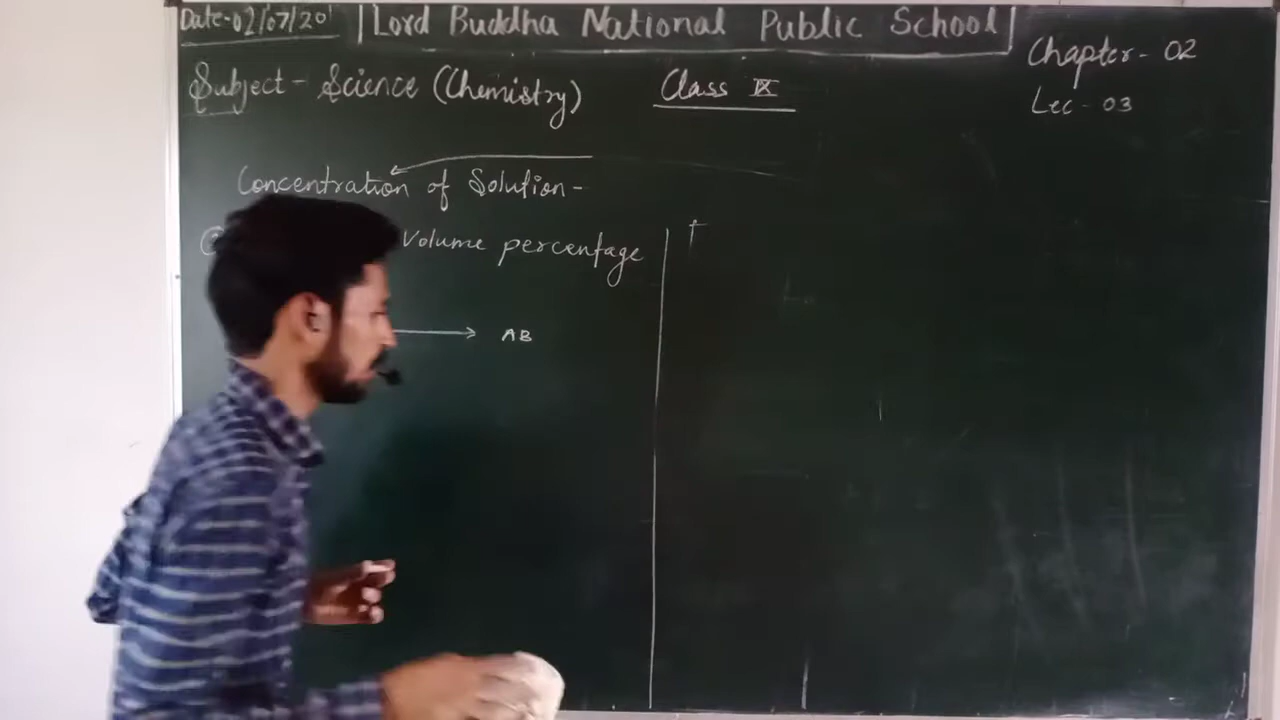 Date-02/07/20
Lord Buddha National Public School
Chapter-02
Subject-Science (Chemistry)
Class IX
Lec-03
Concentration of Solution-
Volume percentage
AB